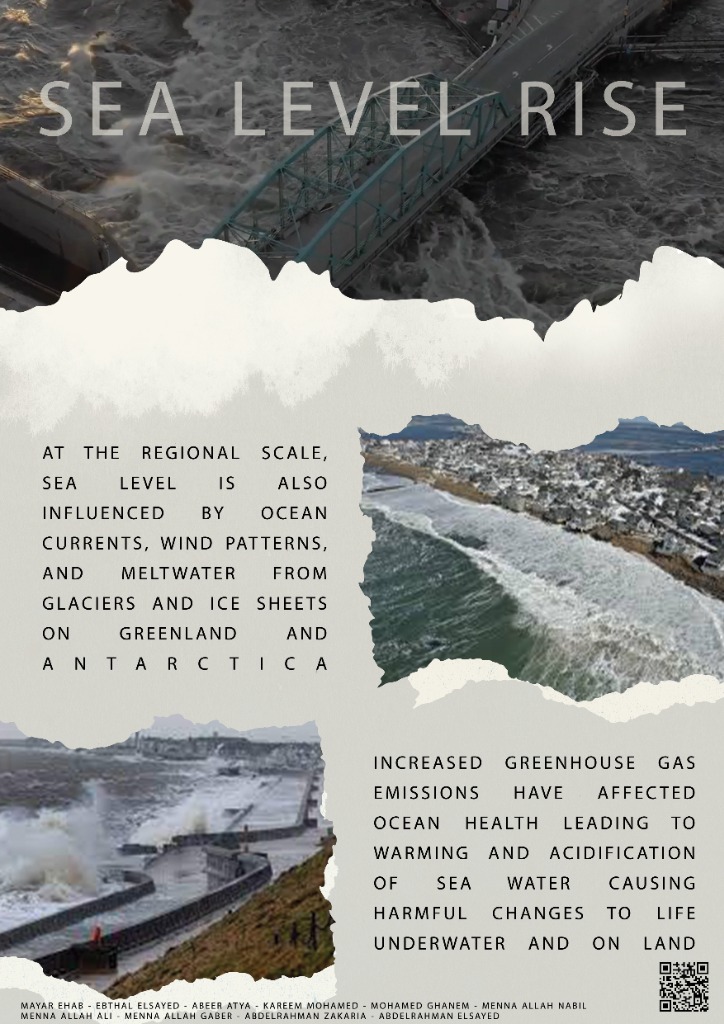 SEA LEVEL RISE
AT THE REGIONAL SCALE,
SEA LEVEL IS ALSO
INFLUENCED BY OCEAN
CURRENTS, WIND PATTERNS,
AND MELTWATER FROM
GLACIERS AND ICE SHEETS
ON GREENLAND AND
ANTARCTICA
INCREASED GREENHOUSE GAS
EMISSIONS HAVE AFFECTED
OCEAN HEALTH LEADING TO
WARMING AND ACIDIFICATION
OF SEA WATER CAUSING
HARMFUL CHANGES TO LIFE
UNDERWATER AND ON LAND
MAYAR EHAB - EBTHAL ELSAYED - ABEER ATYA - KAREEM MOHAMED - MOHAMED GHANEM - MENNA ALLAH NABIL
MENNA ALLAH ALI - MENNA ALLAH GABER - ABDELRAHMAN ZAKARIA - ABDELRAHMAN ELSAYED